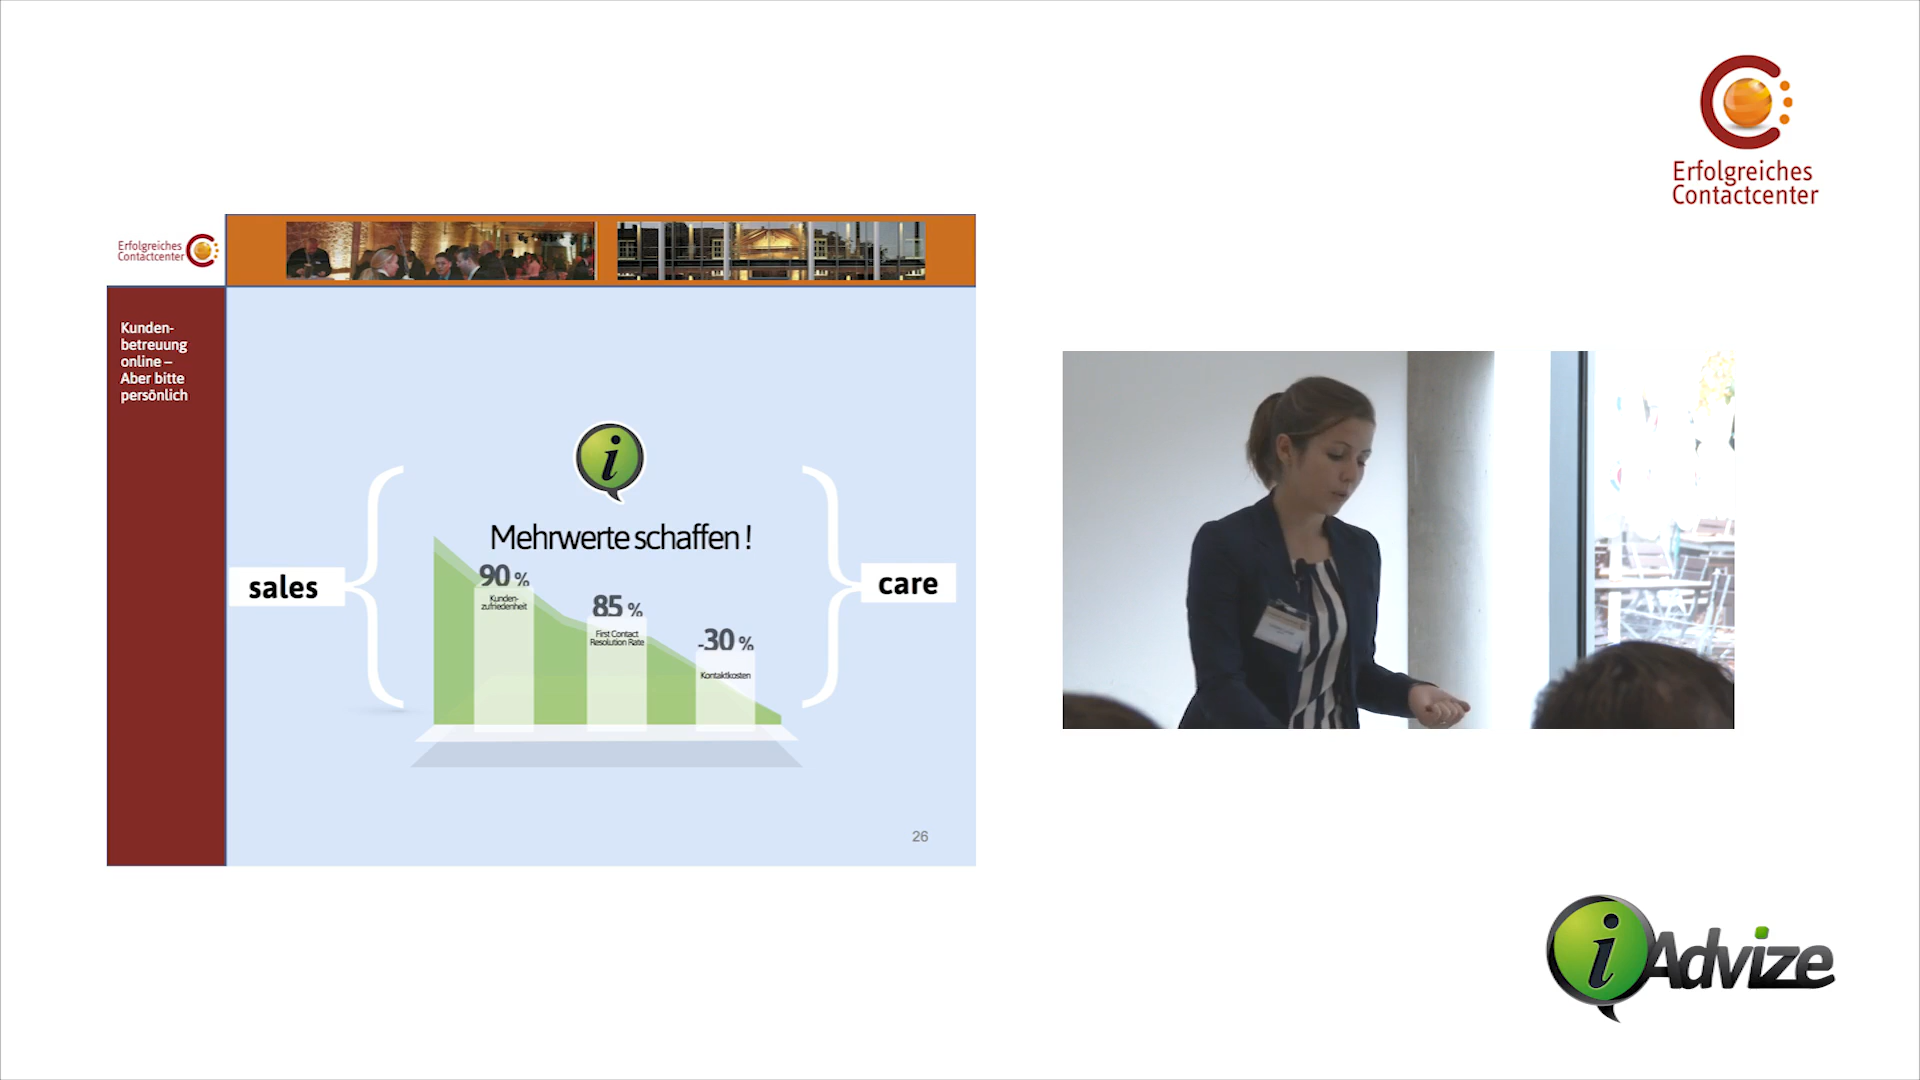 Erfolgreiches
Contactcenter
Erfolgreiches
Contactcenter
Kunden-
betreuung
online –
Aber bitte
persönlich
Mehrwerte schaffen !
sales
care
90 %
Kunden-
zufriedenheit
85 %
First Contact
Resolution Rate
-30 %
Kontaktkosten
26
i
i Advize